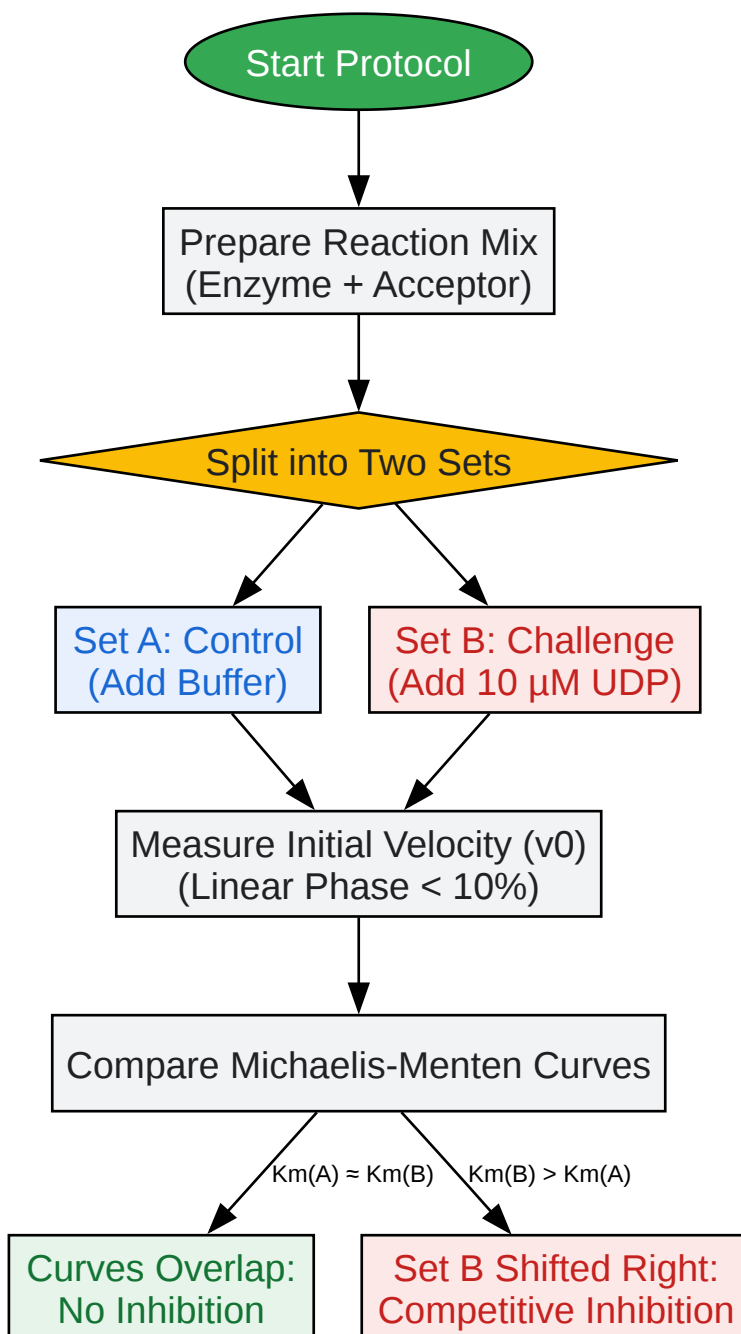 Start Protocol
Prepare Reaction Mix
(Enzyme + Acceptor)
Split into Two Sets
Set A: Control
(Add Buffer)
Set B: Challenge
(Add 10 µM UDP)
Measure Initial Velocity (v0)
(Linear Phase < 10%)
Compare Michaelis-Menten Curves
Km(A) ≈ Km(B)
Km(B) > Km(A)
Curves Overlap:
No Inhibition
Set B Shifted Right:
Competitive Inhibition